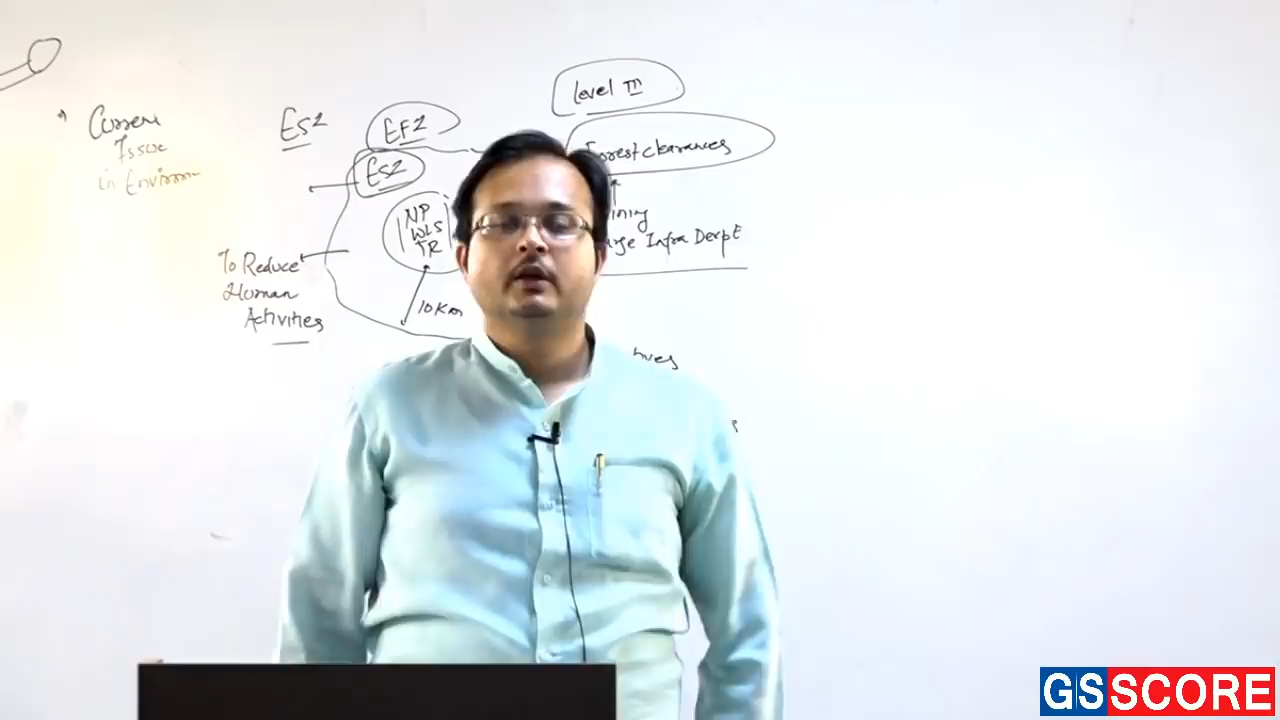 Current
Issue
in Environ
ESZ
EFZ
ESZ
NP
WLS
TR
10 Km
To Reduce
Human
Activities
Level III
Forest clearances
Infra Devpt
GSSCORE